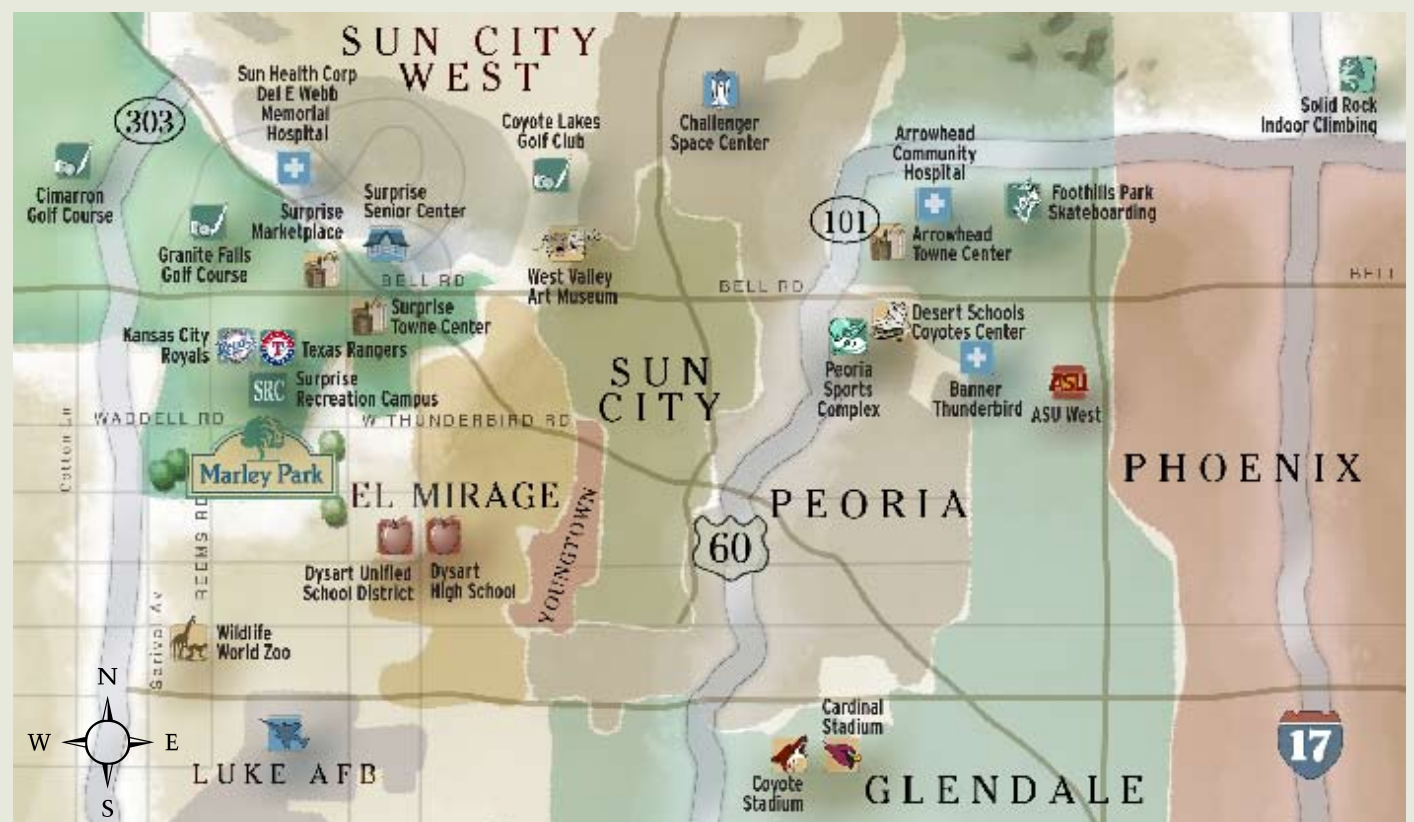 SUN CITY
WEST
Sun Health Corp
Del E Webb
Memorial
Hospital
303
Coyote Lakes
Golf Club
Challenger
Space Center
Solid Rock
Indoor Climbing
Arrowhead
Community
Hospital
Cimarron
Golf Course
Surprise
Senior Center
Foothills Park
Skateboarding
Surprise
Marketplace
101
Arrowhead
Towne Center
Granite Falls
Golf Course
West Valley
Art Museum
BELL RD
BELL RD
BELL
Surprise
Towne Center
Desert Schools
Coyotes Center
Kansas City
Royals
T
Texas Rangers
Peoria
Sports
Complex
Banner
Thunderbird
ASU
ASU West
SRC
Surprise
Recreation Campus
SUN
CITY
WADDELL RD
W THUNDERBIRD RD
Cotton Ln
Marley Park
PHOENIX
EL MIRAGE
PEORIA
YOUNGTOWN
REEMS RD
60
Dysart Unified
School District
Dysart
High School
Sarival Av
Wildlife
World Zoo
N
W
E
S
LUKE AFB
Cardinal
Stadium
Coyote
Stadium
GLENDALE
17